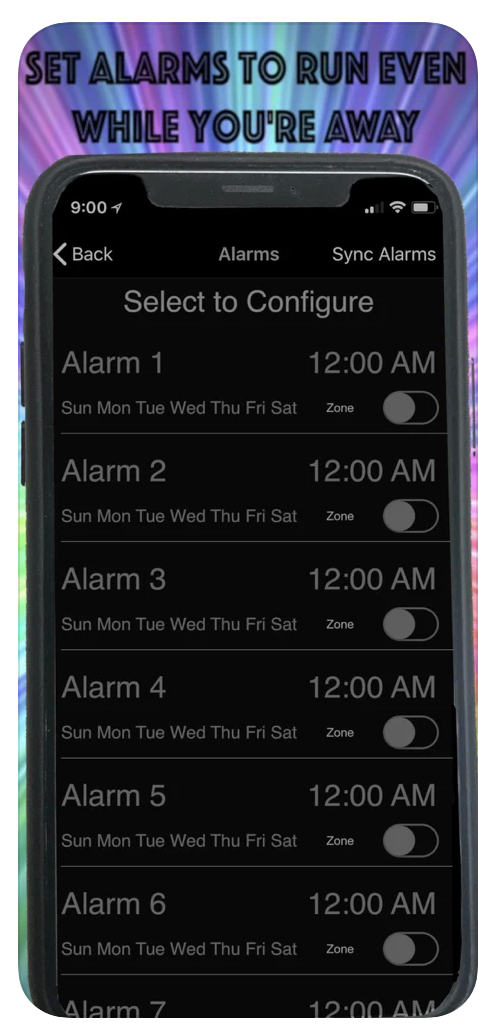 SET ALARMS TO RUN EVEN
WHILE YOU'RE AWAY
9:00
Back Alarms Sync Alarms
Select to Configure
Alarm 1 12:00 AM
Sun Mon Tue Wed Thu Fri Sat Zone
Alarm 2 12:00 AM
Sun Mon Tue Wed Thu Fri Sat Zone
Alarm 3 12:00 AM
Sun Mon Tue Wed Thu Fri Sat Zone
Alarm 4 12:00 AM
Sun Mon Tue Wed Thu Fri Sat Zone
Alarm 5 12:00 AM
Sun Mon Tue Wed Thu Fri Sat Zone
Alarm 6 12:00 AM
Sun Mon Tue Wed Thu Fri Sat Zone
Alarm 7 12:00 AM